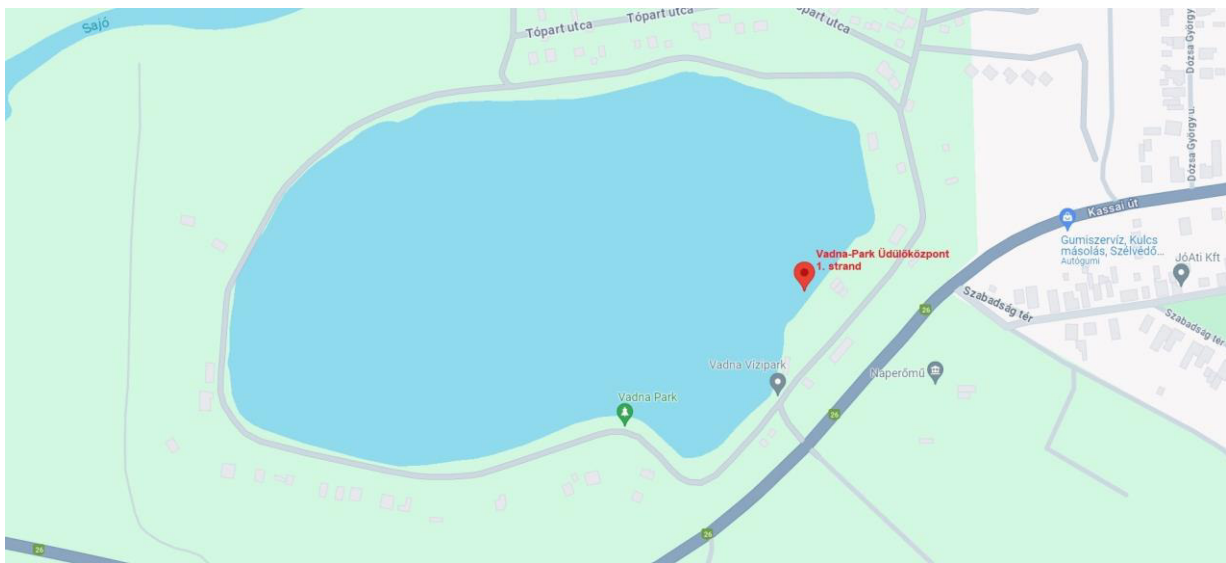 Sajó
Tópart utca
Tópart utca
Tópart utca
Dózsa György
Dózsa György u.
Kassai út
Gumiszervíz, Kulcs
másolás, Szélvédő...
Autógumi
JóAti Kft
Vadna-Park Üdülőközpont
1. strand
Szabadság tér
Szabadság tér
26
Vadna Vízipark
Naperőmű
Vadna Park
26
26
26